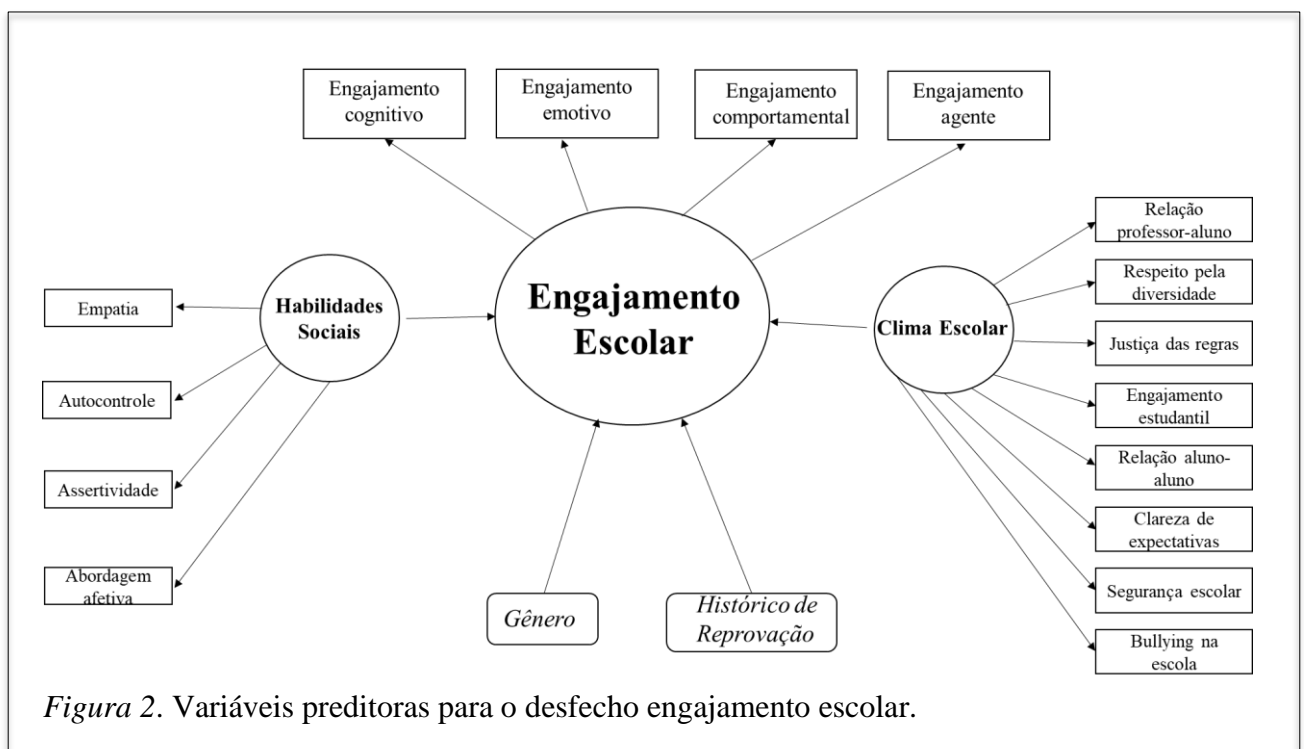 Engajamento
cognitivo
Engajamento
emotivo
Engajamento
comportamental
Engajamento
agente
Relação
professor-aluno
Respeito pela
diversidade
Justiça das regras
Engajamento
estudantil
Relação aluno-
aluno
Clareza de
expectativas
Segurança escolar
Bullying na
escola
Clima Escolar
Engajamento
Escolar
Habilidades
Sociais
Empatia
Autocontrole
Assertividade
Abordagem
afetiva
Gênero
Histórico de
Reprovação
Figura 2. Variáveis preditoras para o desfecho engajamento escolar.